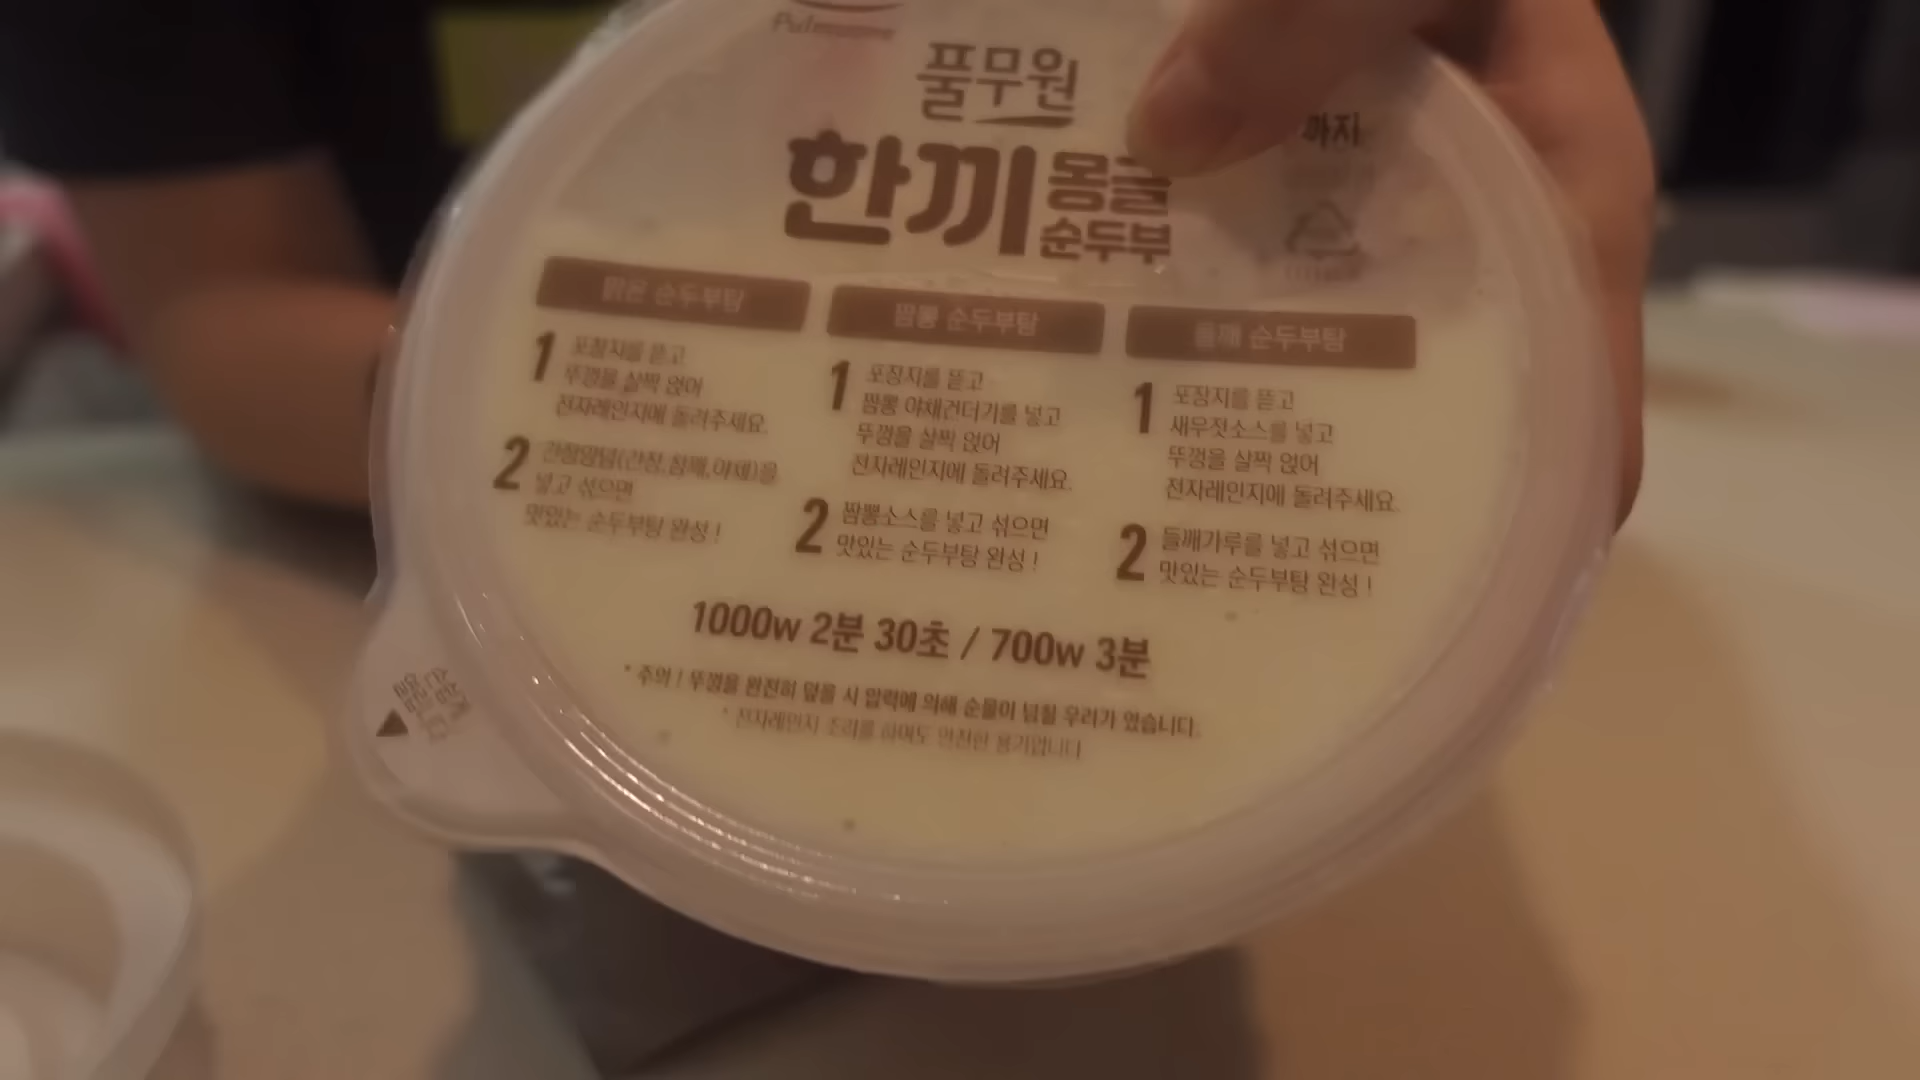 Pulmuone
풀무원
한끼 몽글
순두부
까지
맑은 순두부탕
1 포장지를 뜯고
뚜껑을 살짝 얹어
전자레인지에 돌려주세요.
2 간장양념(간장,참깨,야채)을
넣고 섞으면
맛있는 순두부탕 완성 !
짬뽕 순두부탕
1 포장지를 뜯고
짬뽕 야채건더기를 넣고
뚜껑을 살짝 얹어
전자레인지에 돌려주세요.
2 짬뽕소스를 넣고 섞으면
맛있는 순두부탕 완성 !
들깨 순두부탕
1 포장지를 뜯고
새우젓소스를 넣고
뚜껑을 살짝 얹어
전자레인지에 돌려주세요.
2 들깨가루를 넣고 섞으면
맛있는 순두부탕 완성 !
1000w 2분 30초 / 700w 3분
* 주의 ! 뚜껑을 완전히 덮을 시 압력에 의해 순물이 넘칠 우려가 있습니다.
* 전자레인지 조리를 하여도 안전한 용기입니다